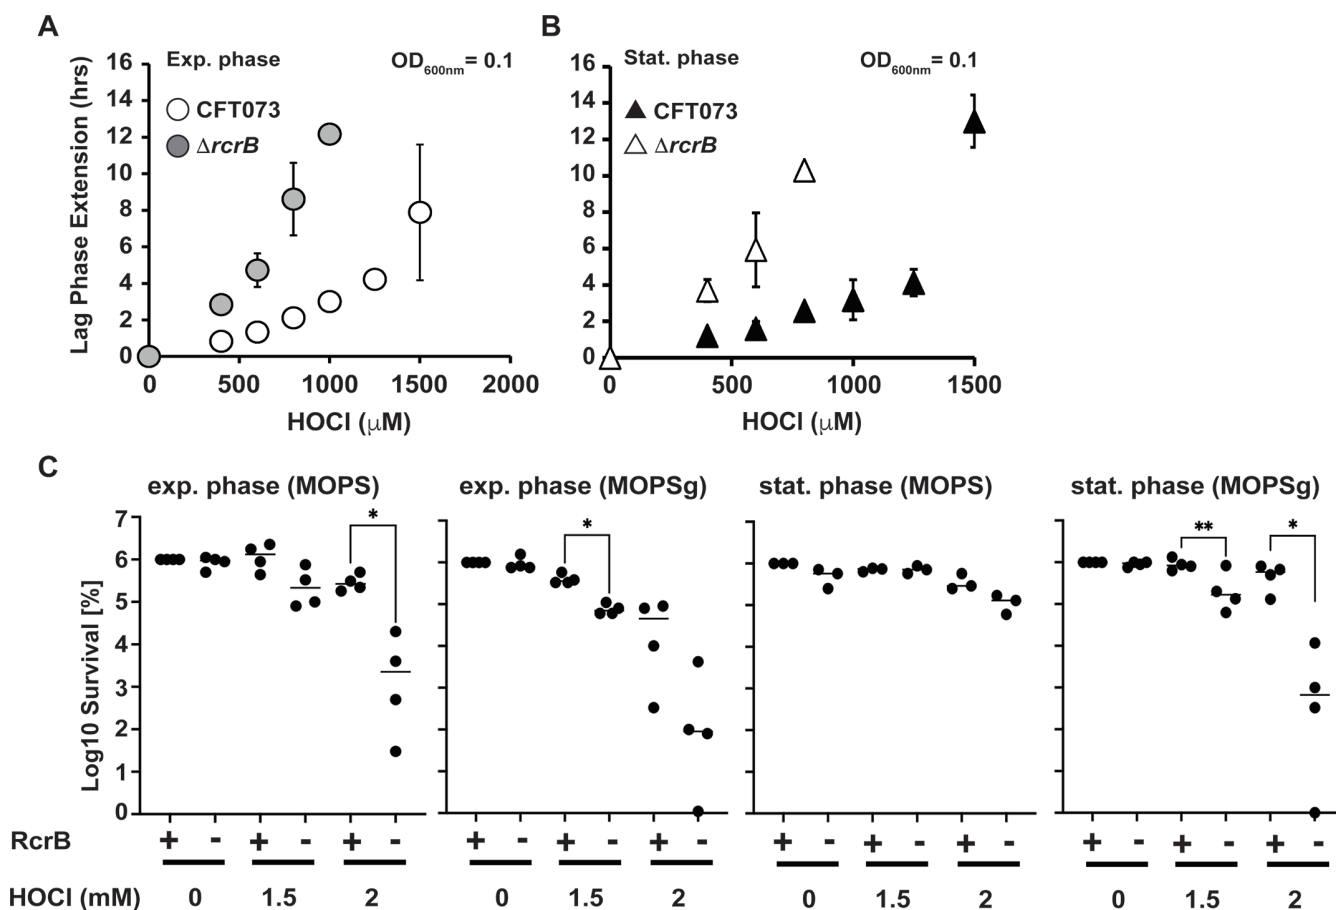 A
B
Exp. phase
OD600nm= 0.1
Stat. phase
OD600nm= 0.1
CFT073
ΔrcrB
CFT073
ΔrcrB
Lag Phase Extension (hrs)
16
14
12
10
8
6
4
2
0
0 500 1000 1500 2000
HOCl (μM)
16
14
12
10
8
6
4
2
0
0 500 1000 1500
HOCl (μM)
C
exp. phase (MOPS)
exp. phase (MOPSg)
stat. phase (MOPS)
stat. phase (MOPSg)
Log10 Survival [%]
7
6
5
4
3
2
1
0
*
*
**
*
RcrB + - + - + - + - + - + - + - + - + - + - + - + -
HOCl (mM) 0 1.5 2 0 1.5 2 0 1.5 2 0 1.5 2